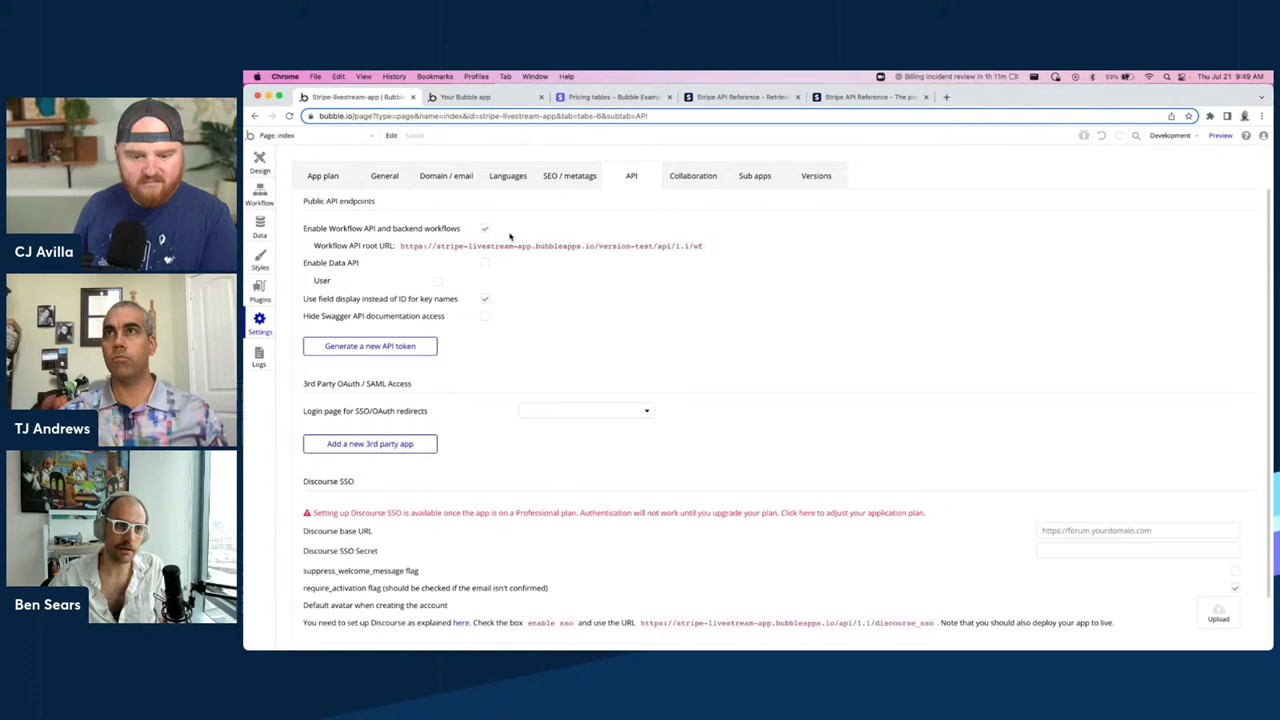 Chrome File Edit View History Bookmarks Profiles Tab Window Help
Billing incident review in 1h 11m
53%
Thu Jul 21 9:49 AM
Stripe-livestream-app | Bubbl
Your Bubble app
Pricing tables – Bubble Examp
Stripe API Reference – Retriev
Stripe API Reference – The po
bubble.io/page?type=page&name=index&id=stripe-livestream-app&tab=tabs-6&subtab=API
Page: index
Edit
Saved
Development
Preview
Design
Workflow
Data
Styles
Plugins
Settings
Logs
App plan
General
Domain / email
Languages
SEO / metatags
API
Collaboration
Sub apps
Versions
Public API endpoints
Enable Workflow API and backend workflows
Workflow API root URL: https://stripe-livestream-app.bubbleapps.io/version-test/api/1.1/wf
Enable Data API
User
Use field display instead of ID for key names
Hide Swagger API documentation access
Generate a new API token
3rd Party OAuth / SAML Access
Login page for SSO/OAuth redirects
Add a new 3rd party app
Discourse SSO
Setting up Discourse SSO is available once the app is on a Professional plan. Authentication will not work until you upgrade your plan. Click here to adjust your application plan.
Discourse base URL
https://forum.yourdomain.com
Discourse SSO Secret
suppress_welcome_message flag
require_activation flag (should be checked if the email isn't confirmed)
Default avatar when creating the account
Upload
You need to set up Discourse as explained here. Check the box enable sso and use the URL https://stripe-livestream-app.bubbleapps.io/api/1.1/discourse_sso . Note that you should also deploy your app to live.
CJ Avilla
TJ Andrews
Ben Sears